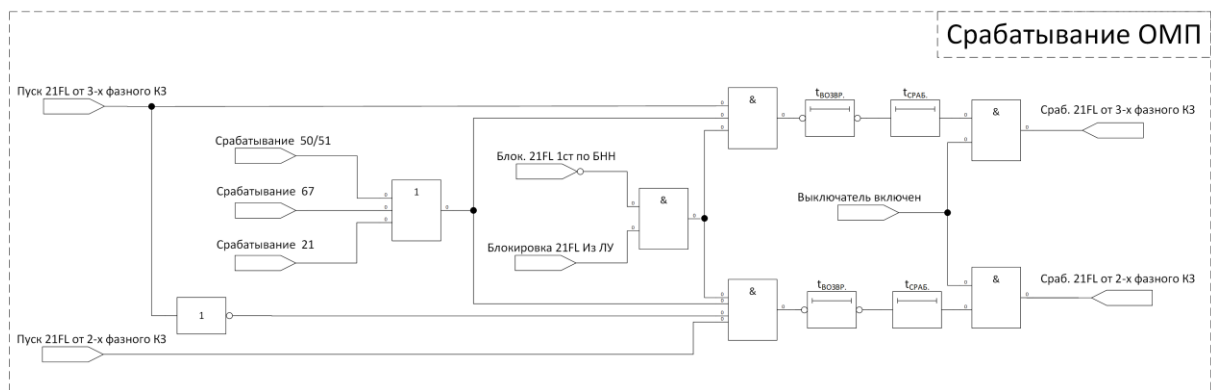 Срабатывание ОМП
Пуск 21FL от 3-х фазного КЗ
&
tВОЗВР.
tСРАБ.
&
Сраб. 21FL от 3-х фазного КЗ
Срабатывание 50/51
Блок. 21FL 1ст по БНН
Срабатывание 67
1
&
Выключатель включен
Срабатывание 21
Блокировка 21FL Из ЛУ
&
tВОЗВР.
tСРАБ.
&
Сраб. 21FL от 2-х фазного КЗ
1
Пуск 21FL от 2-х фазного КЗ